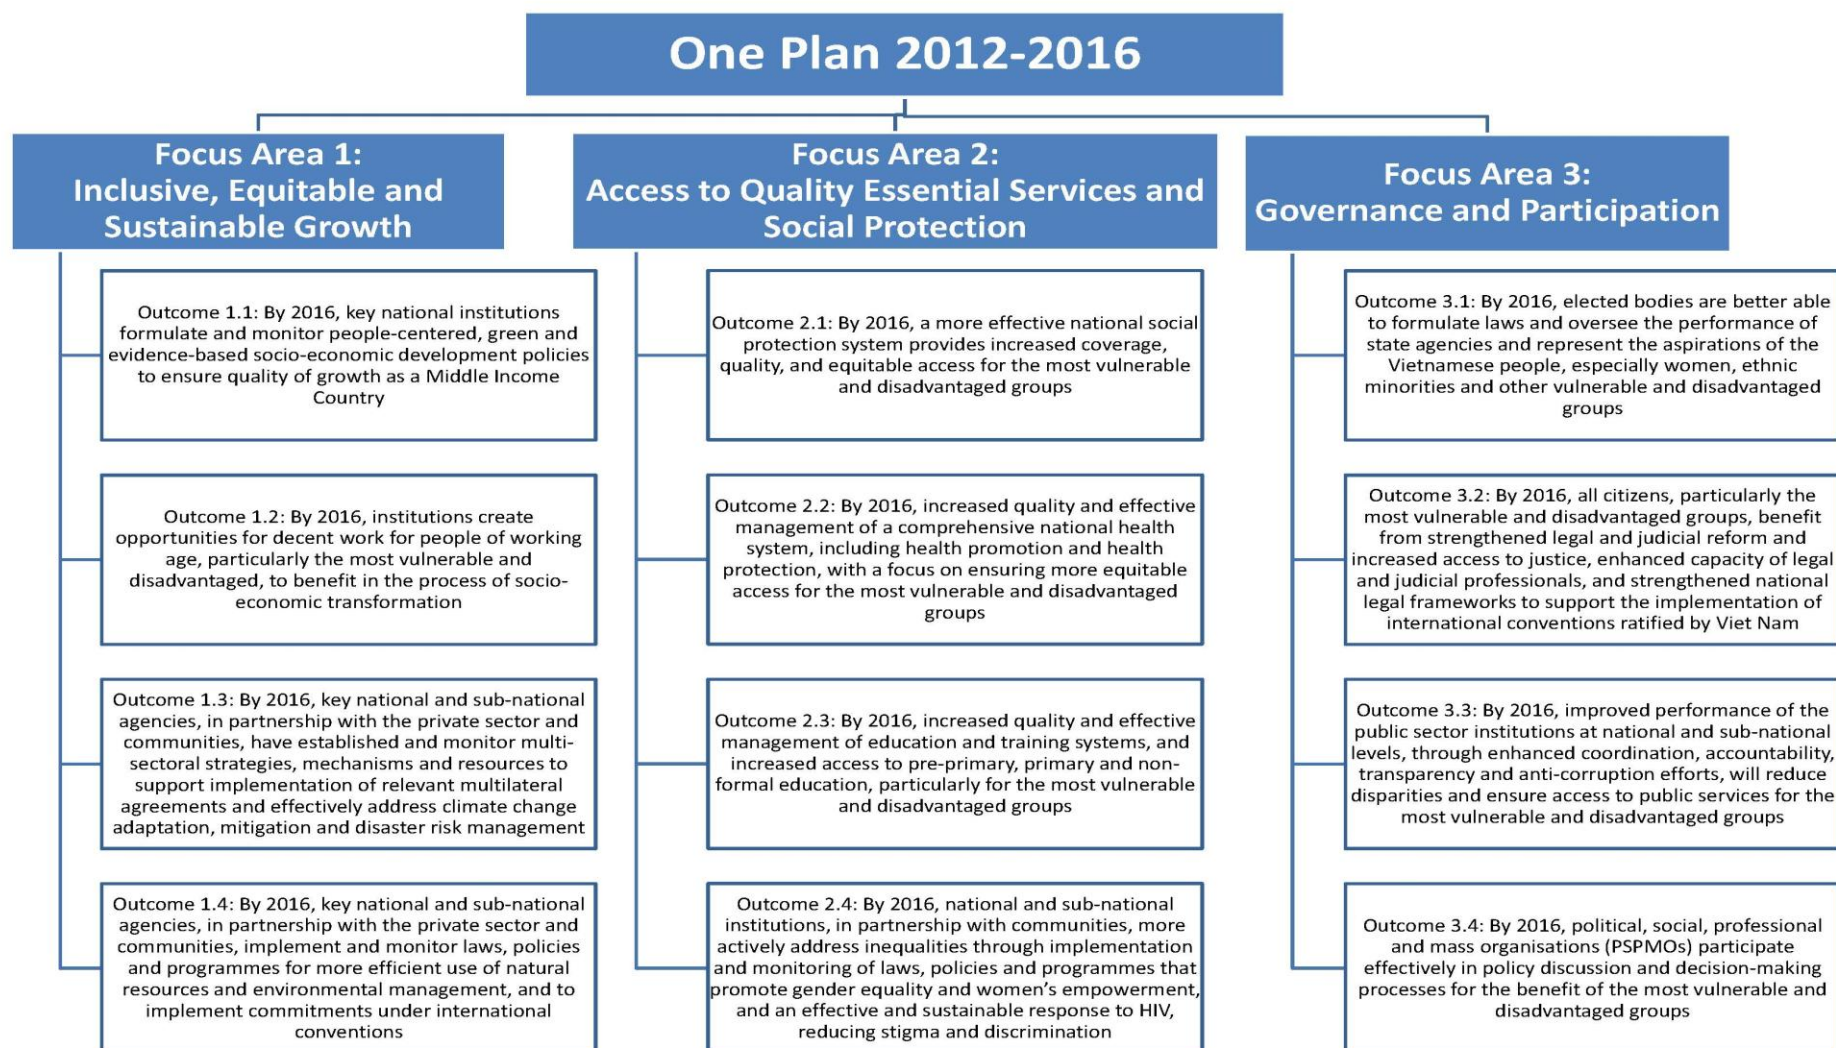 One Plan 2012-2016
Focus Area 1:
Inclusive, Equitable and
Sustainable Growth
Outcome 1.1: By 2016, key national institutions
formulate and monitor people-centered, green and
evidence-based socio-economic development policies
to ensure quality of growth as a Middle Income
Country
Outcome 1.2: By 2016, institutions create
opportunities for decent work for people of working
age, particularly the most vulnerable and
disadvantaged, to benefit in the process of socio-
economic transformation
Outcome 1.3: By 2016, key national and sub-national
agencies, in partnership with the private sector and
communities, have established and monitor multi-
sectoral strategies, mechanisms and resources to
support implementation of relevant multilateral
agreements and effectively address climate change
adaptation, mitigation and disaster risk management
Outcome 1.4: By 2016, key national and sub-national
agencies, in partnership with the private sector and
communities, implement and monitor laws, policies
and programmes for more efficient use of natural
resources and environmental management, and to
implement commitments under international
conventions
Focus Area 2:
Access to Quality Essential Services and
Social Protection
Outcome 2.1: By 2016, a more effective national social
protection system provides increased coverage,
quality, and equitable access for the most vulnerable
and disadvantaged groups
Outcome 2.2: By 2016, increased quality and effective
management of a comprehensive national health
system, including health promotion and health
protection, with a focus on ensuring more equitable
access for the most vulnerable and disadvantaged
groups
Outcome 2.3: By 2016, increased quality and effective
management of education and training systems, and
increased access to pre-primary, primary and non-
formal education, particularly for the most vulnerable
and disadvantaged groups
Outcome 2.4: By 2016, national and sub-national
institutions, in partnership with communities, more
actively address inequalities through implementation
and monitoring of laws, policies and programmes that
promote gender equality and women’s empowerment,
and an effective and sustainable response to HIV,
reducing stigma and discrimination
Focus Area 3:
Governance and Participation
Outcome 3.1: By 2016, elected bodies are better able
to formulate laws and oversee the performance of
state agencies and represent the aspirations of the
Vietnamese people, especially women, ethnic
minorities and other vulnerable and disadvantaged
groups
Outcome 3.2: By 2016, all citizens, particularly the
most vulnerable and disadvantaged groups, benefit
from strengthened legal and judicial reform and
increased access to justice, enhanced capacity of legal
and judicial professionals, and strengthened national
legal frameworks to support the implementation of
international conventions ratified by Viet Nam
Outcome 3.3: By 2016, improved performance of the
public sector institutions at national and sub-national
levels, through enhanced coordination, accountability,
transparency and anti-corruption efforts, will reduce
disparities and ensure access to public services for the
most vulnerable and disadvantaged groups
Outcome 3.4: By 2016, political, social, professional
and mass organisations (PSPMOs) participate
effectively in policy discussion and decision-making
processes for the benefit of the most vulnerable and
disadvantaged groups